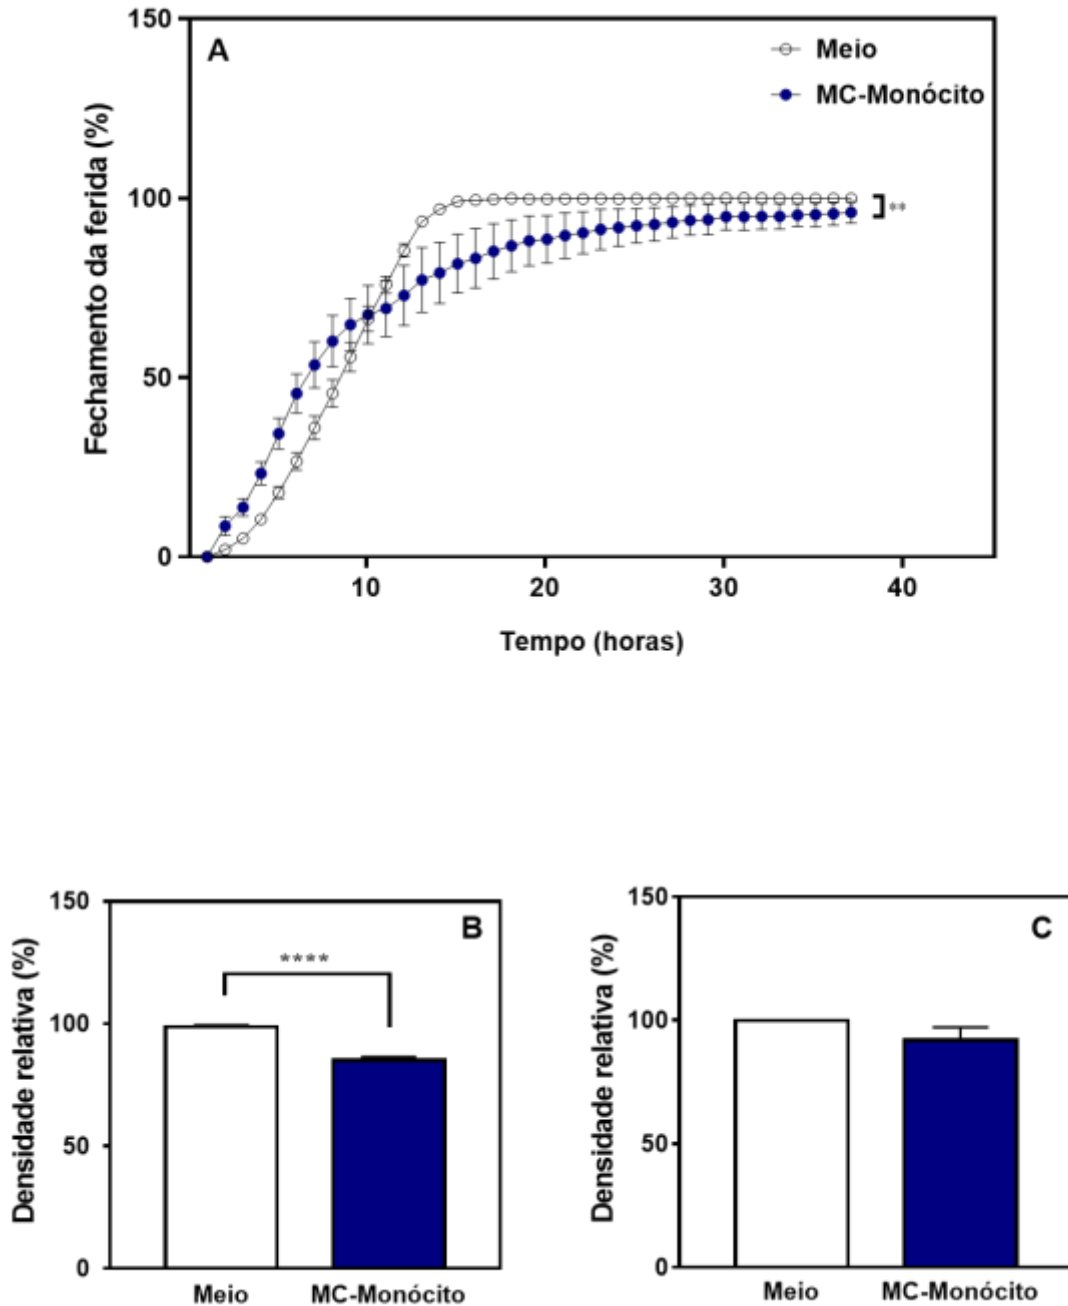 150
A
Meio
MC-Monócito
Fechamento da ferida (%)
100
**
50
0
10
20
30
40
Tempo (horas)
150
B
Densidade relativa (%)
****
100
50
0
Meio
MC-Monócito
150
C
Densidade relativa (%)
100
50
0
Meio
MC-Monócito